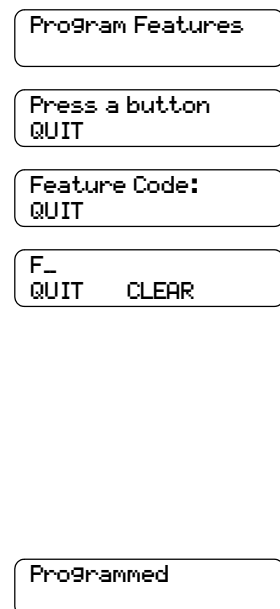 Program Features
Press a button
QUIT
Feature Code:
QUIT
F_
QUIT CLEAR
Programmed